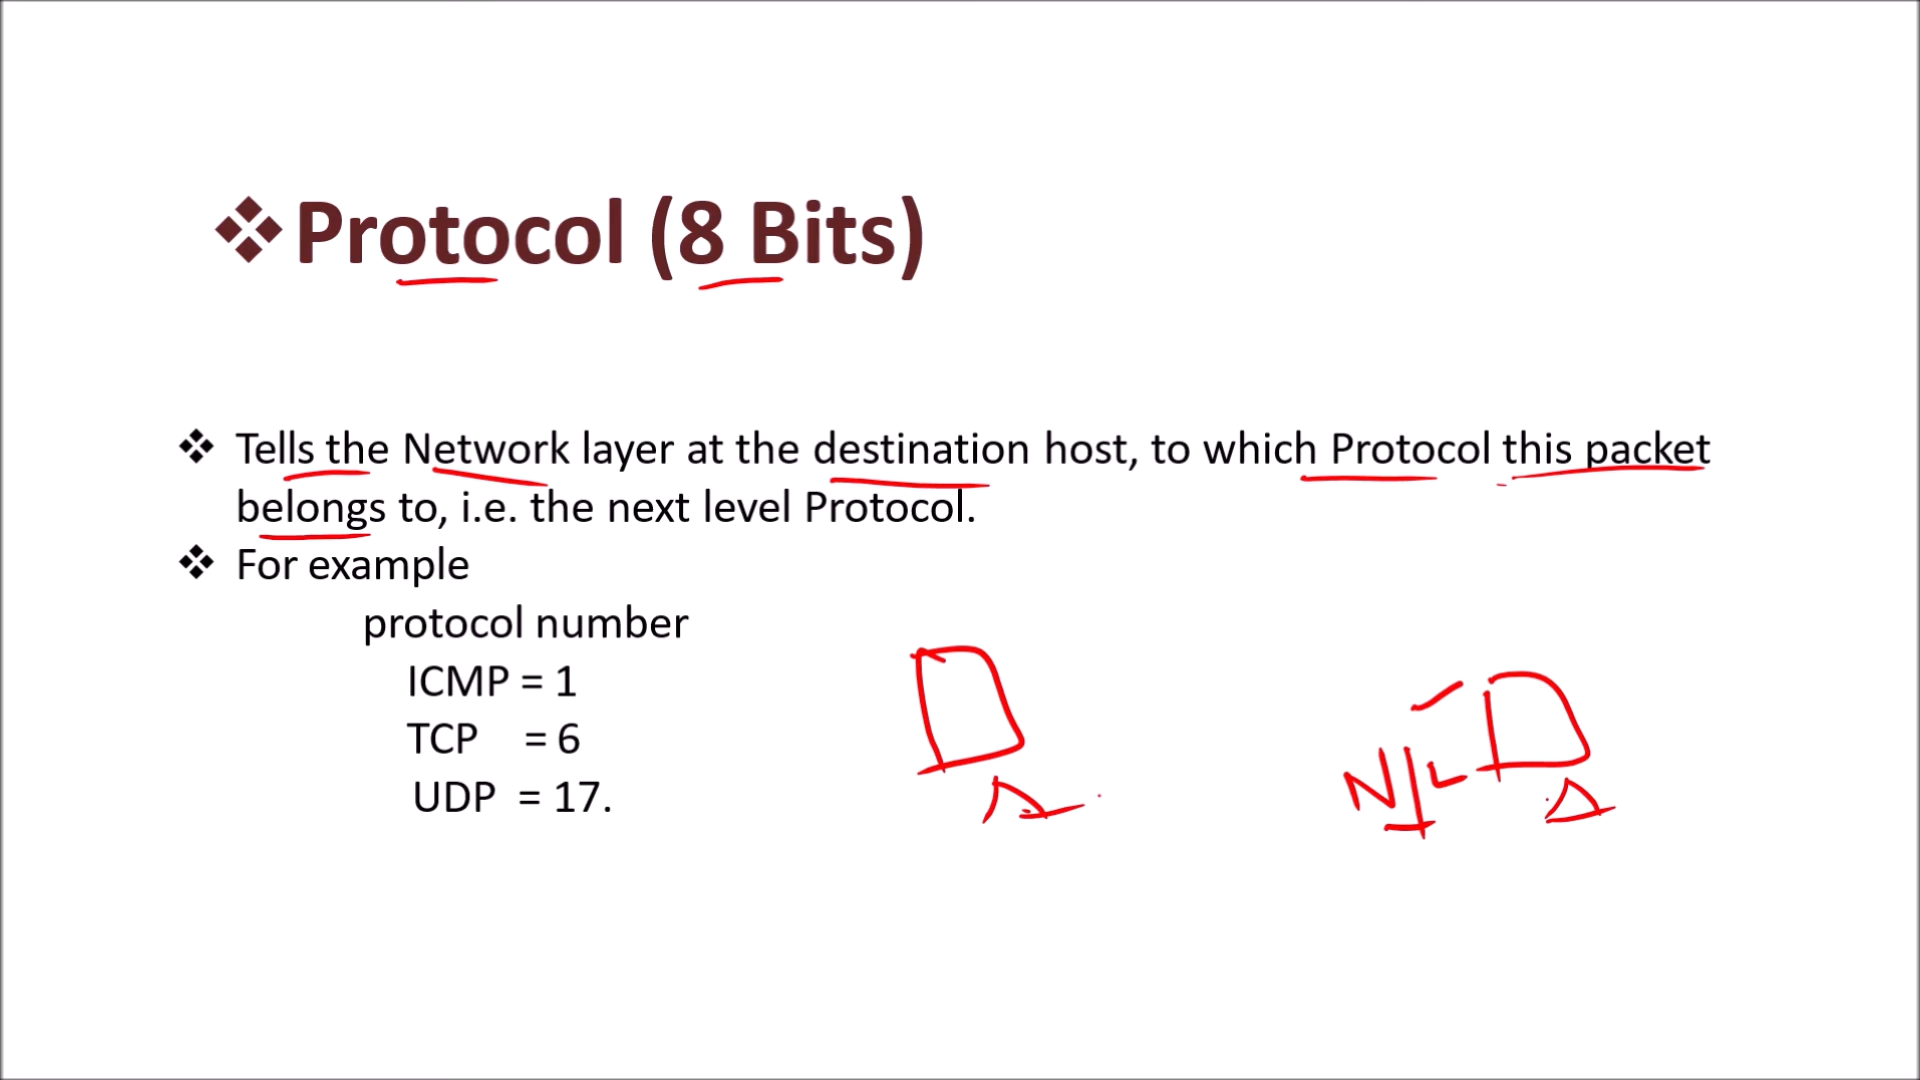 ❖Protocol (8 Bits)
❖ Tells the Network layer at the destination host, to which Protocol this packet
belongs to, i.e. the next level Protocol.
❖ For example
protocol number
ICMP = 1
TCP = 6
UDP = 17.
N/L